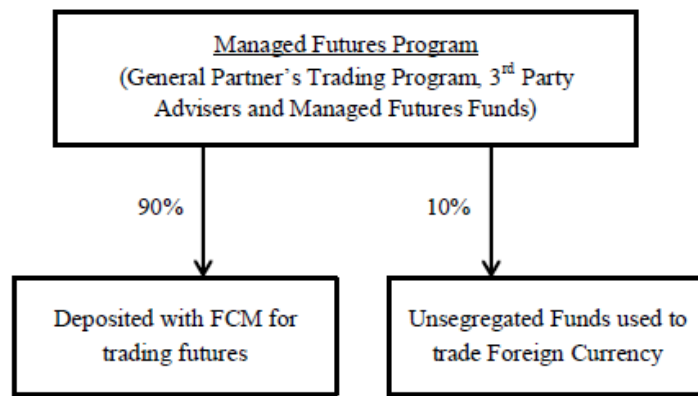 Managed Futures Program
(General Partner's Trading Program, 3rd Party
Advisers and Managed Futures Funds)
90%
10%
Deposited with FCM for
trading futures
Unsegregated Funds used to
trade Foreign Currency